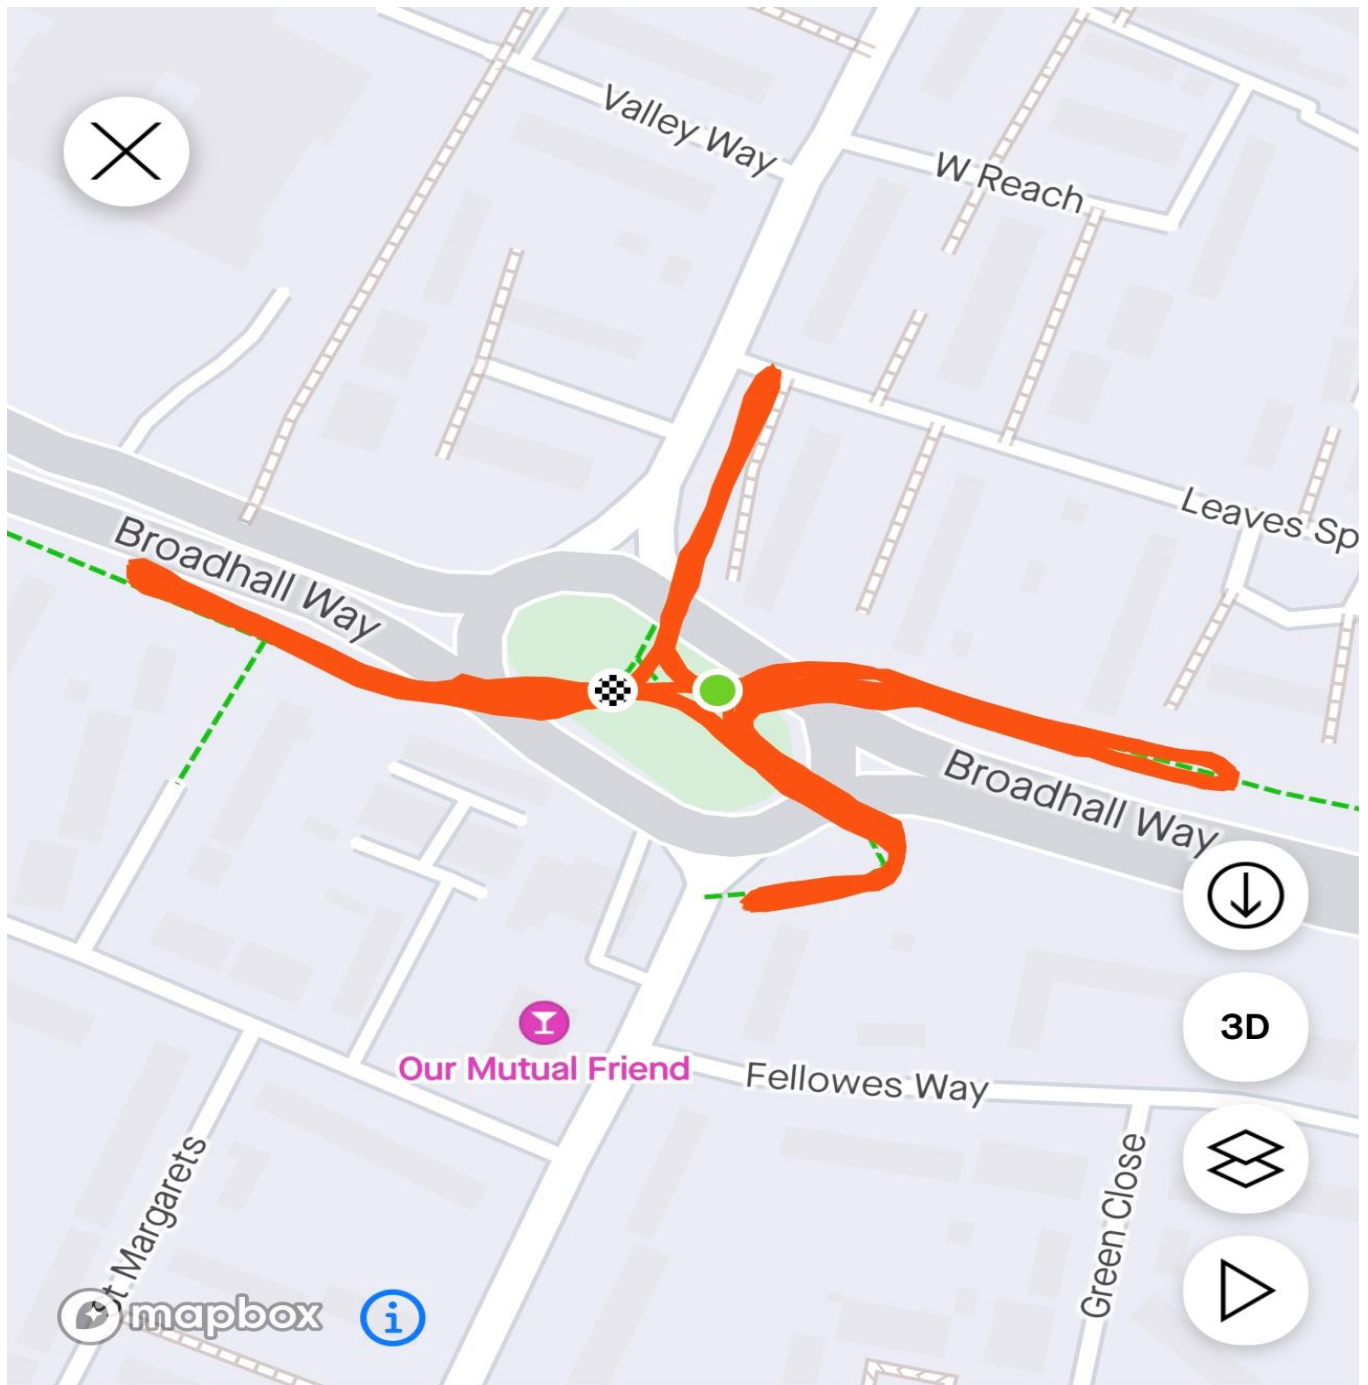 Valley Way
W Reach
Leaves Sp
Broadhall Way
Broadhall Way
Our Mutual Friend
Fellowes Way
3D
St Margarets
Green Close
mapbox
i